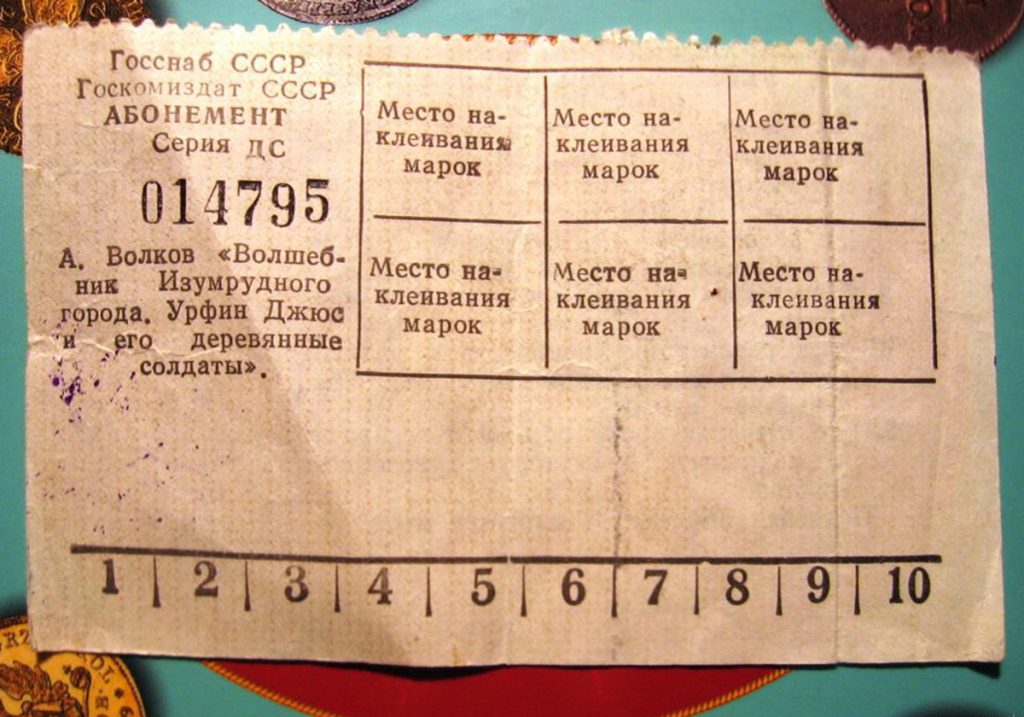 Госснаб СССР
Госкомиздат СССР
АБОНЕМЕНТ
Серия ДС
014795
А. Волков «Волшеб-
ник Изумрудного
города. Урфин Джюс
и его деревянные
солдаты».
Место на-
клеивания
марок
Место на-
клеивания
марок
Место на-
клеивания
марок
Место на-
клеивания
марок
Место на-
клеивания
марок
Место на-
клеивания
марок
1 2 3 4 5 6 7 8 9 10